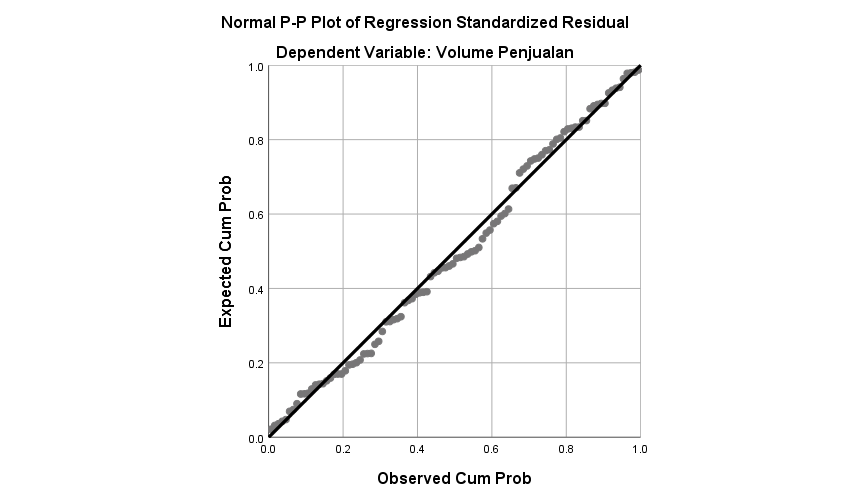 Normal P-P Plot of Regression Standardized Residual
Dependent Variable: Volume Penjualan
1.0
0.8
0.6
0.4
0.2
0.0
Expected Cum Prob
0.0 0.2 0.4 0.6 0.8 1.0
Observed Cum Prob